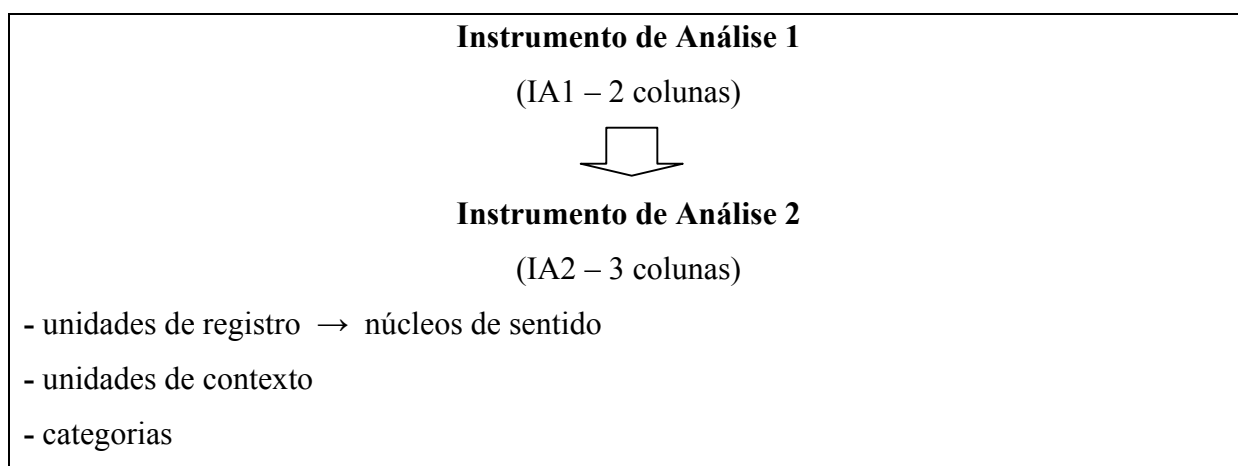 Instrumento de Análise 1
(IA1 – 2 colunas)
Instrumento de Análise 2
(IA2 – 3 colunas)
- unidades de registro → núcleos de sentido
- unidades de contexto
- categorias